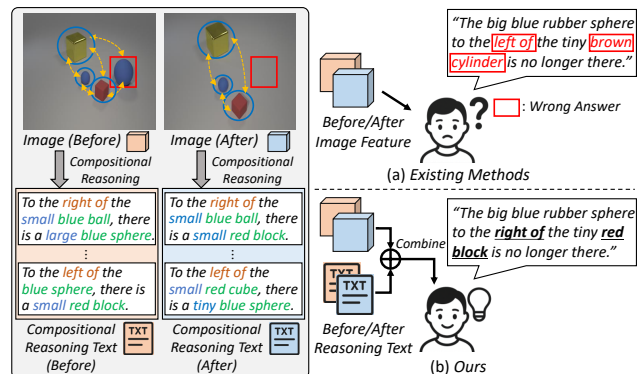 Image (Before)
Image (After)
Compositional
Reasoning
Compositional
Reasoning
To the right of the
small blue ball, there
is a large blue sphere.
⋮
To the left of the
blue sphere, there is
a small red block.
To the right of the
small blue ball, there
is a small red block.
⋮
To the left of the
small red cube, there
is a tiny blue sphere.
Compositional
Reasoning Text
(Before)
TXT
Compositional
Reasoning Text
(After)
TXT
“The big blue rubber sphere
to the left of the tiny brown
cylinder is no longer there.”
: Wrong Answer
?
Before/After
Image Feature
(a) Existing Methods
“The big blue rubber sphere
to the right of the tiny red
block is no longer there.”
Combine
TXT
TXT
Before/After
Reasoning Text
(b) Ours